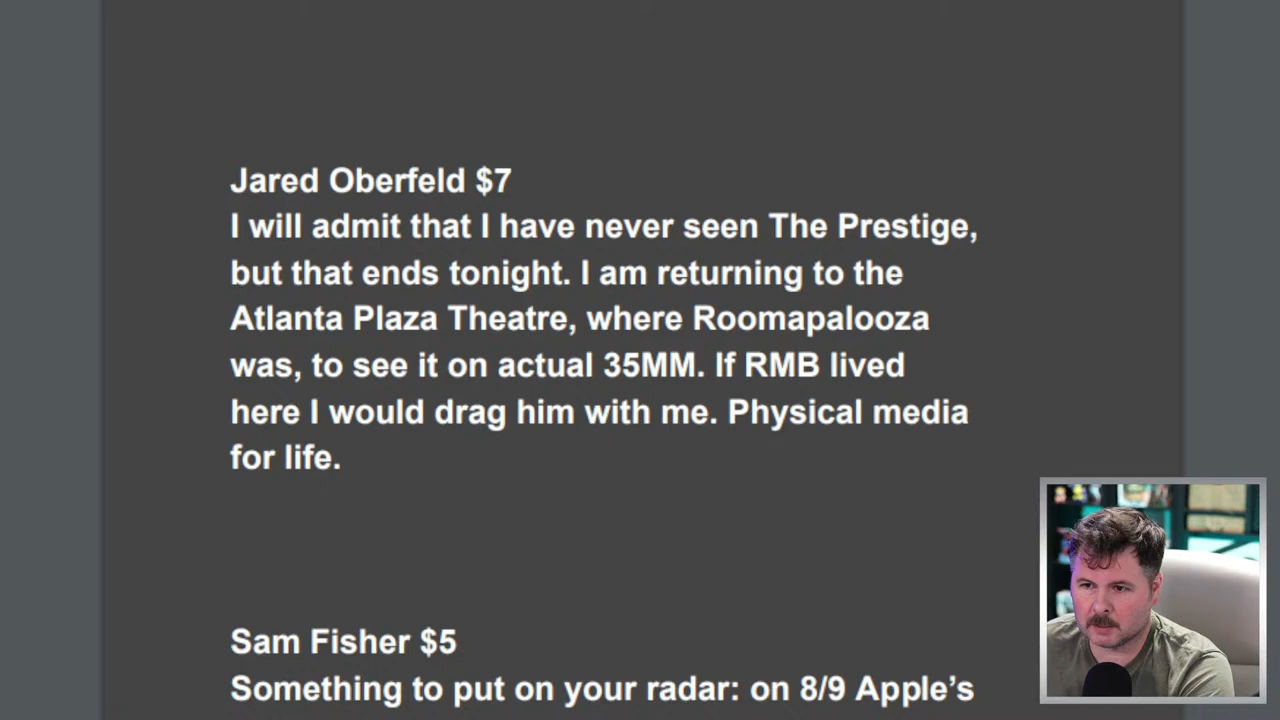 Jared Oberfeld $7
I will admit that I have never seen The Prestige,
but that ends tonight. I am returning to the
Atlanta Plaza Theatre, where Roomapalooza
was, to see it on actual 35MM. If RMB lived
here I would drag him with me. Physical media
for life.
Sam Fisher $5
Something to put on your radar: on 8/9 Apple’s